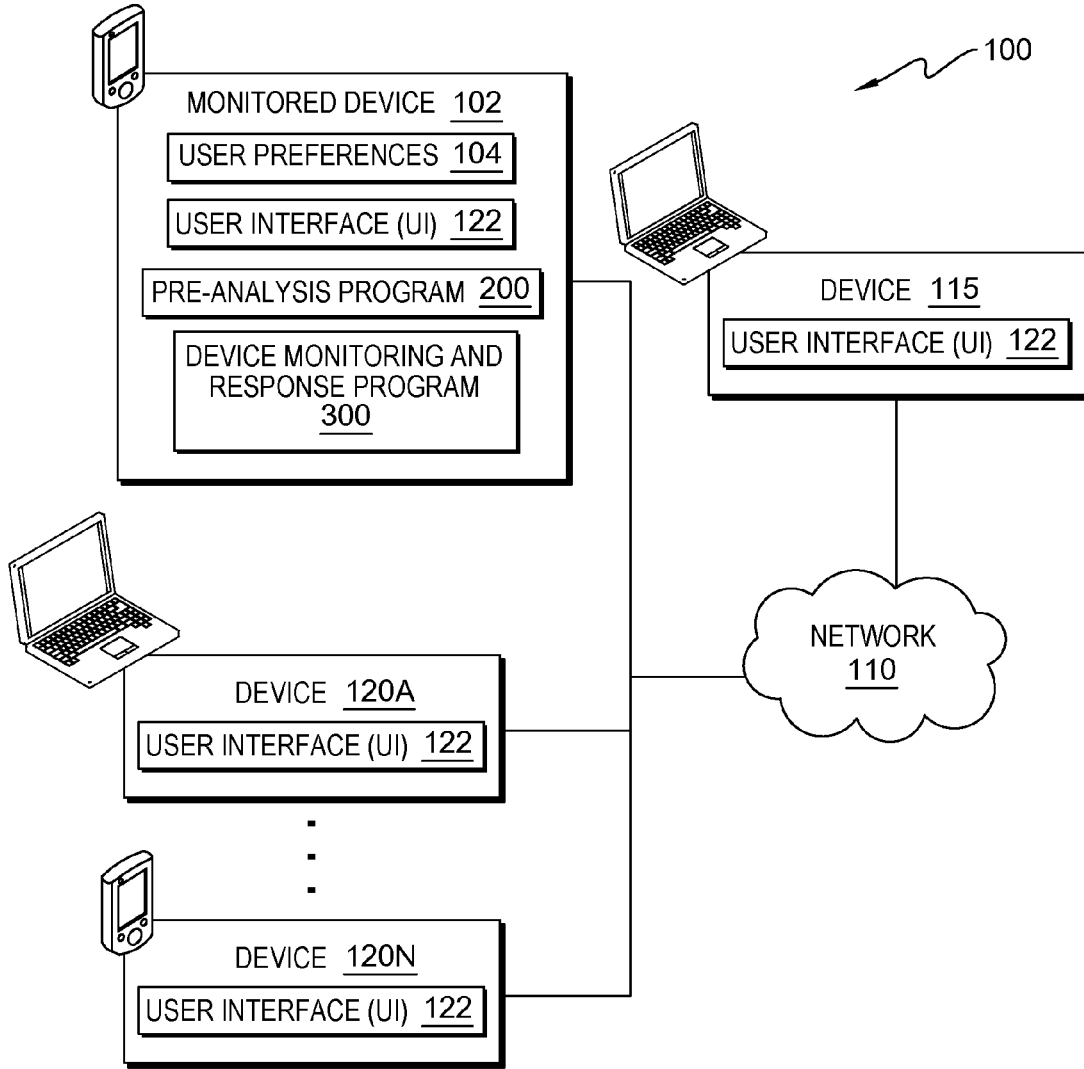 100
MONITORED DEVICE 102
USER PREFERENCES 104
USER INTERFACE (UI) 122
PRE-ANALYSIS PROGRAM 200
DEVICE MONITORING AND
RESPONSE PROGRAM
300
DEVICE 115
USER INTERFACE (UI) 122
NETWORK
110
DEVICE 120A
USER INTERFACE (UI) 122
DEVICE 120N
USER INTERFACE (UI) 122